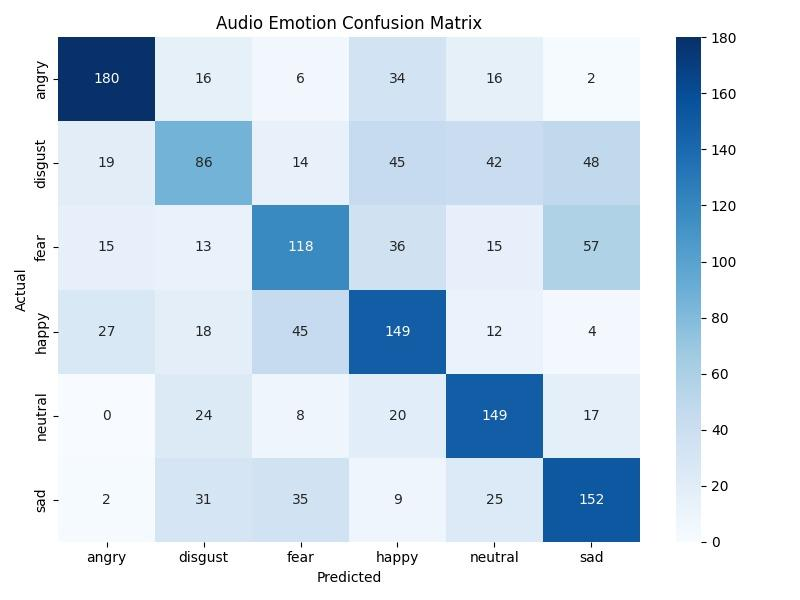 Audio Emotion Confusion Matrix
angry 180 16 6 34 16 2
disgust 19 86 14 45 42 48
fear 15 13 118 36 15 57
happy 27 18 45 149 12 4
neutral 0 24 8 20 149 17
sad 2 31 35 9 25 152
angry disgust fear happy neutral sad
Predicted
Actual
180
160
140
120
100
80
60
40
20
0